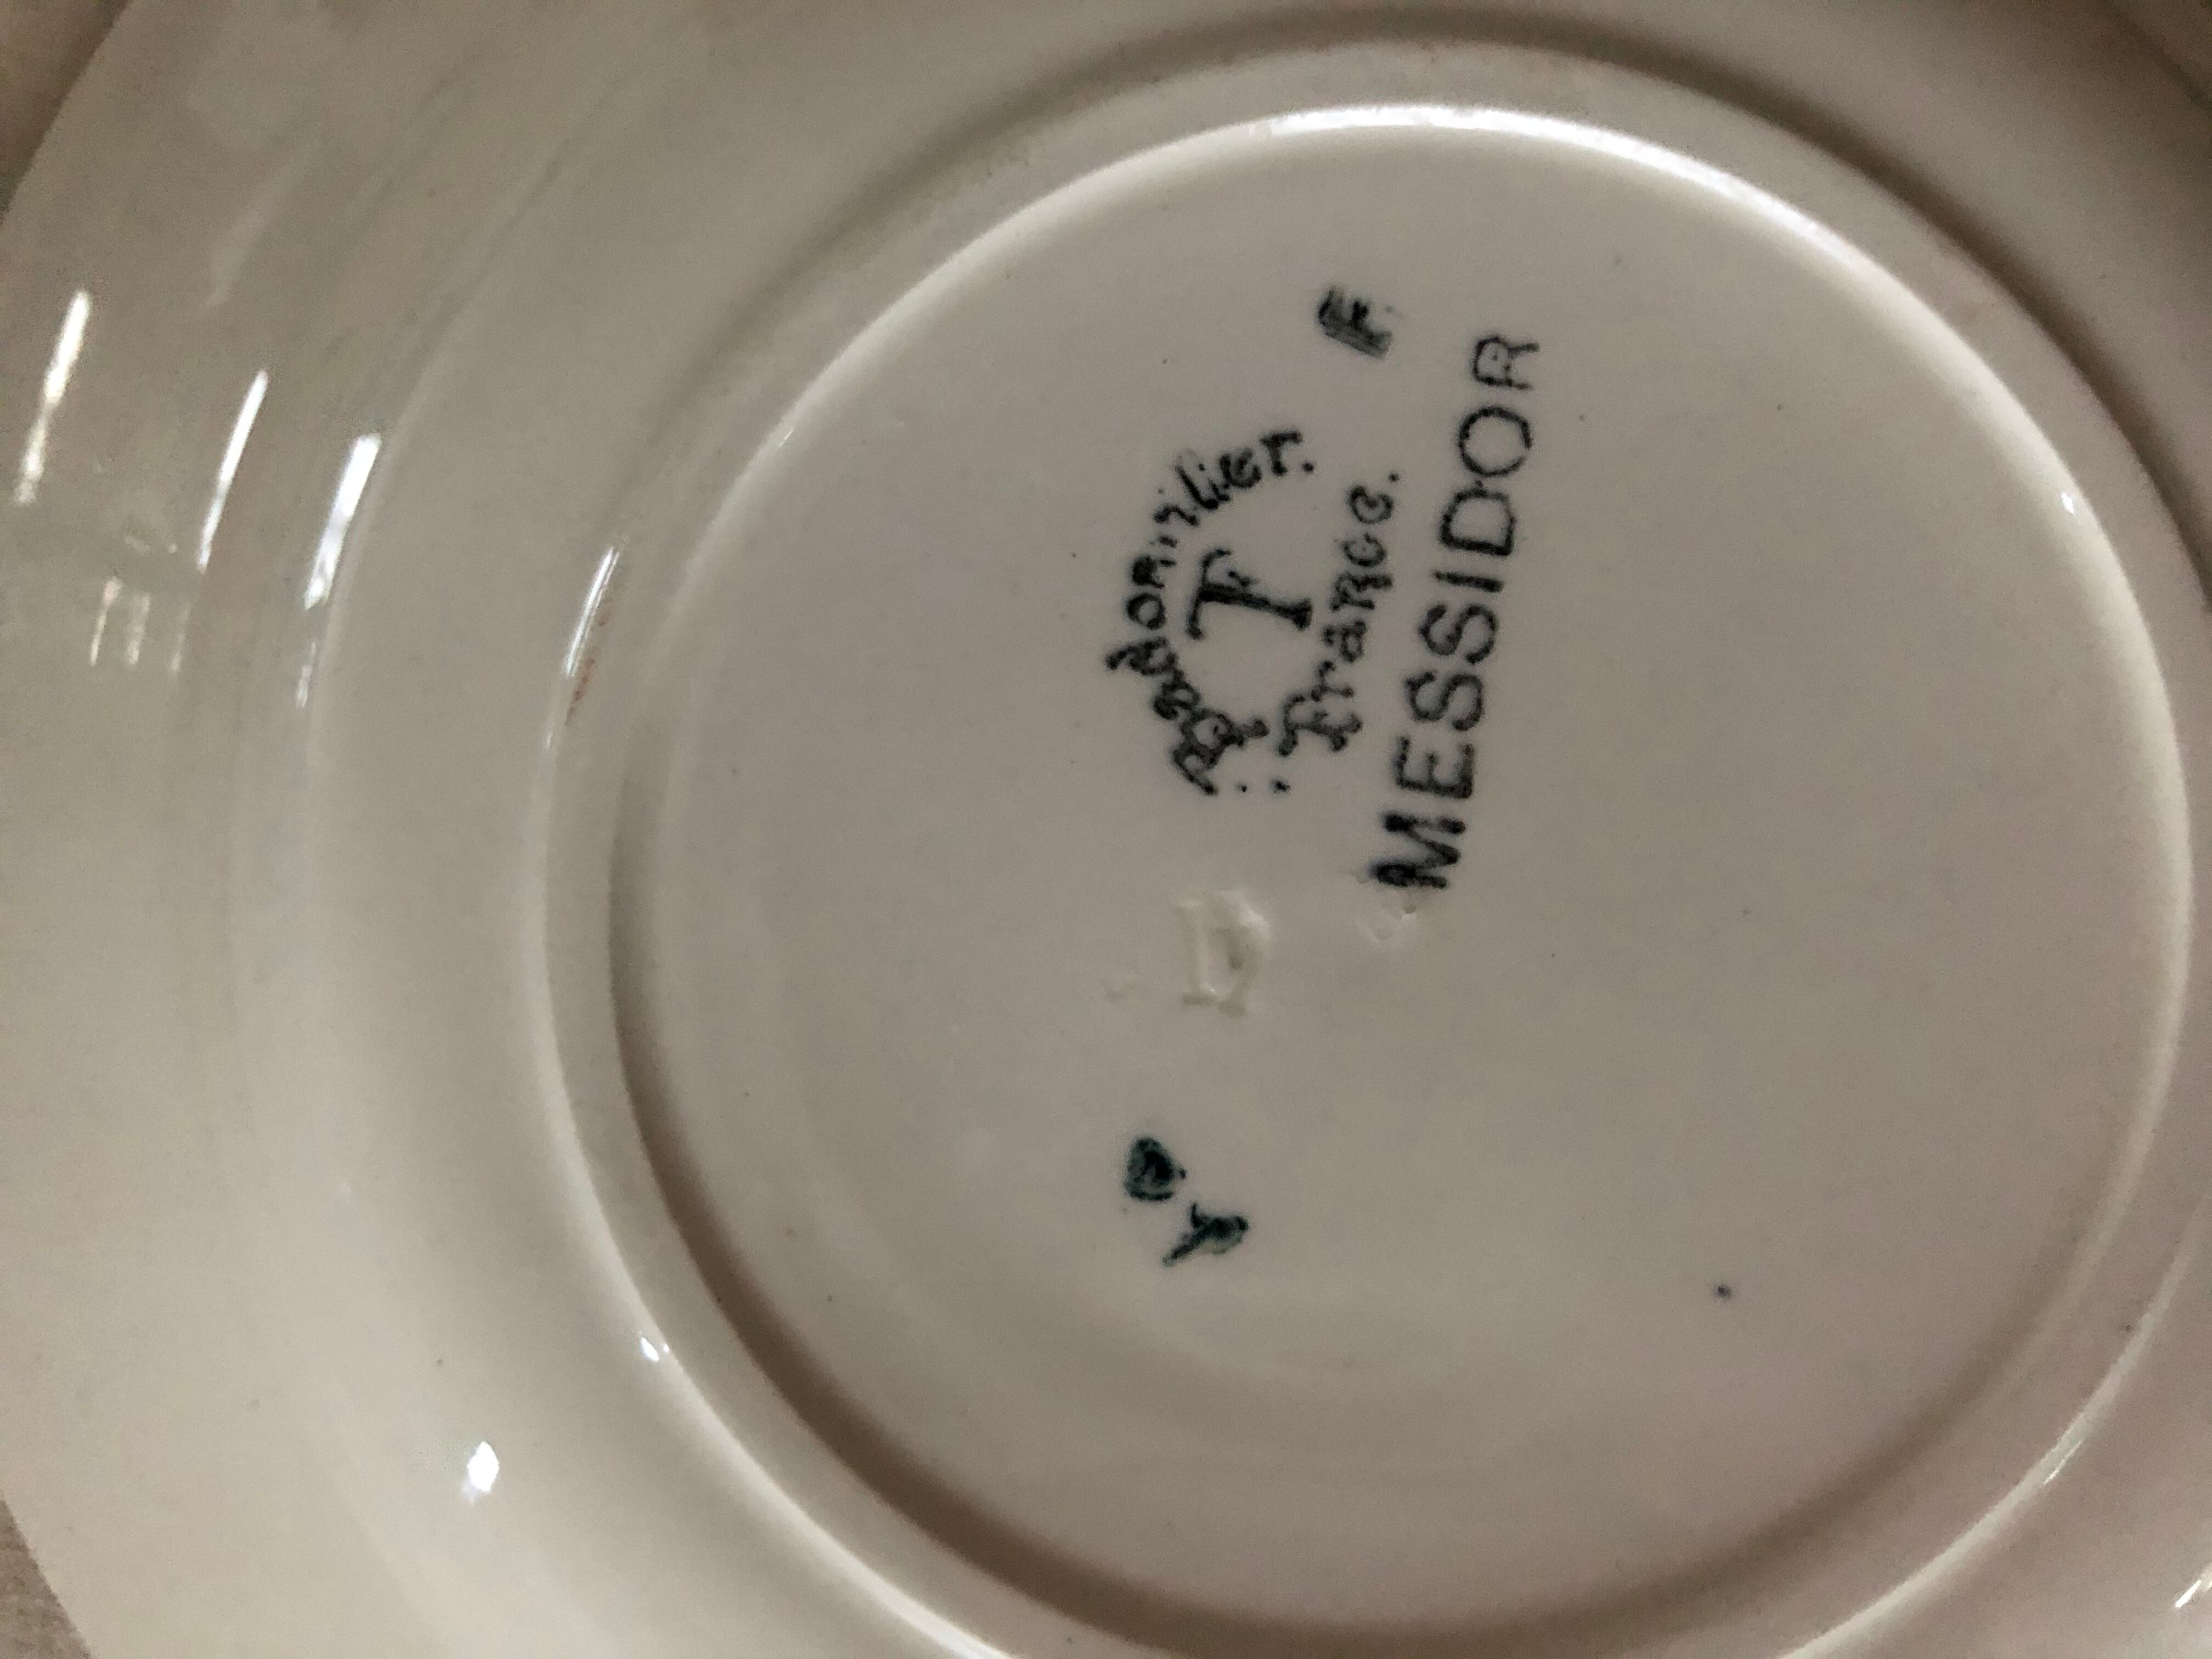 Badonviller.
T
France.
F
MESSIDOR